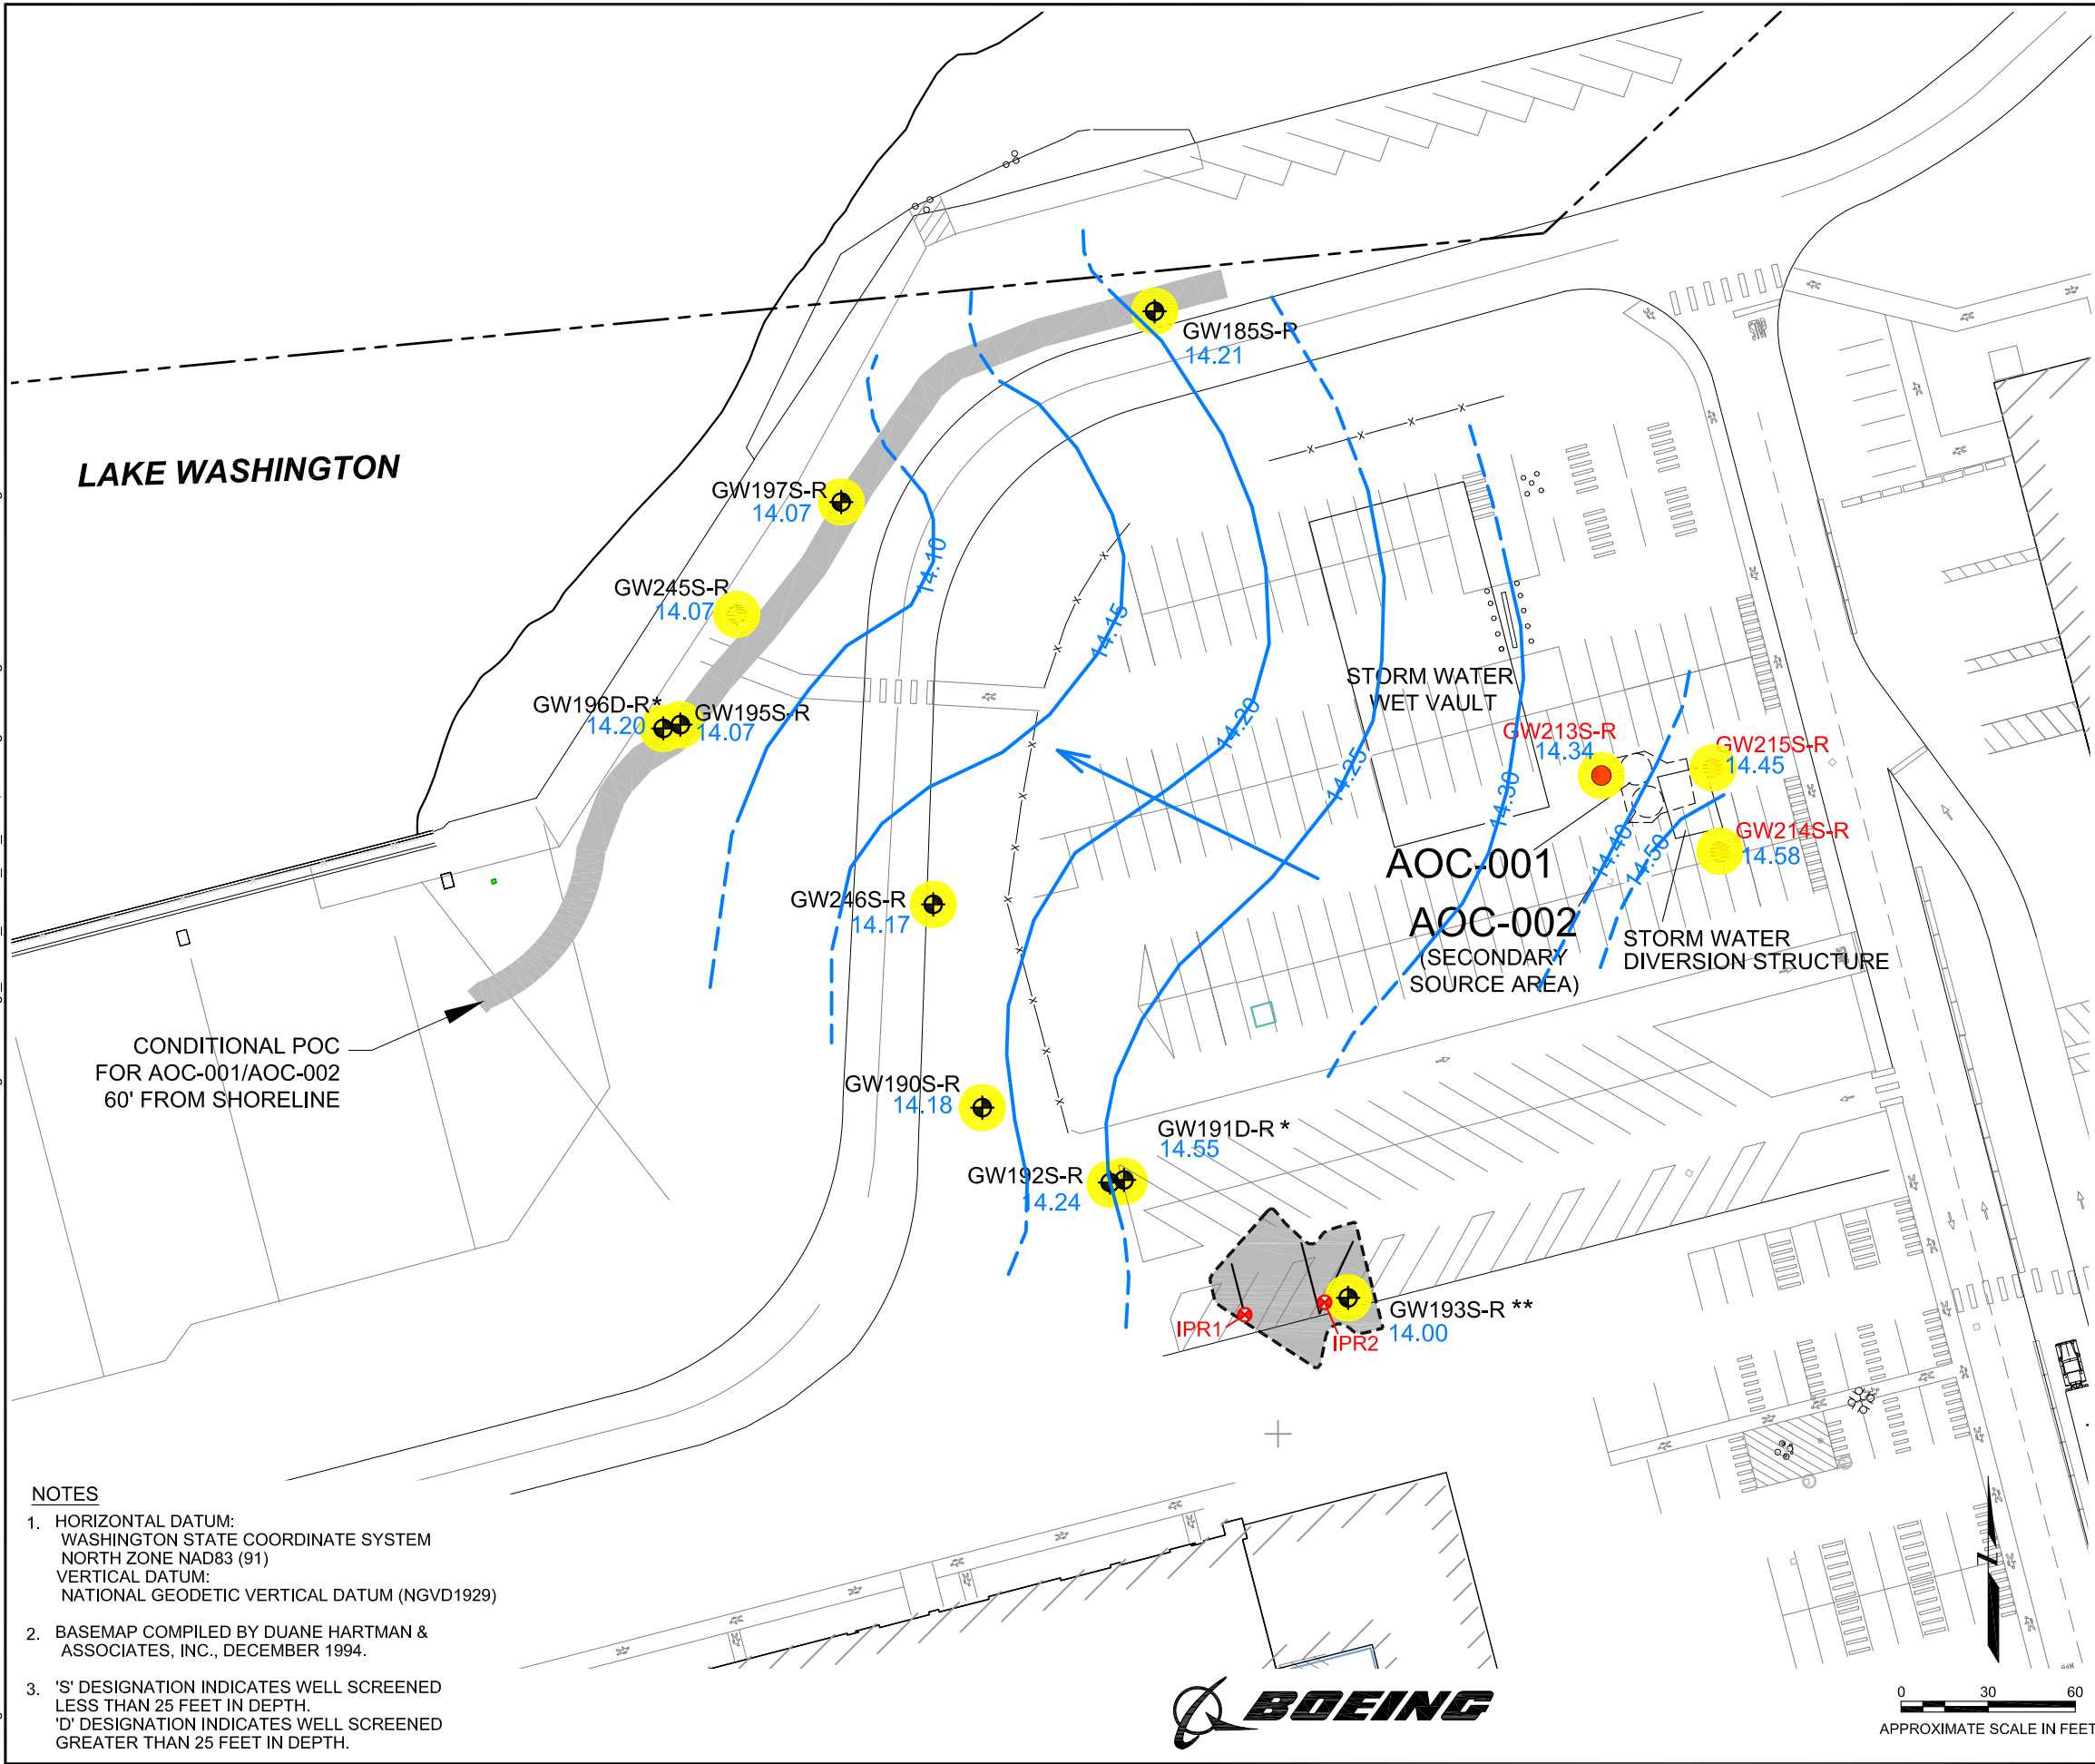 LAKE WASHINGTON
GW185S-R
14.21
GW197S-R
14.07
14.10
GW245S-R
14.07
14.15
GW196D-R*
14.20
GW195S-R
14.07
STORM WATER
WET VAULT
14.20
14.25
14.30
GW213S-R
14.34
GW215S-R
14.45
GW214S-R
14.58
14.40
14.50
AOC-001
AOC-002
(SECONDARY
SOURCE AREA)
STORM WATER
DIVERSION STRUCTURE
GW246S-R
14.17
CONDITIONAL POC
FOR AOC-001/AOC-002
60' FROM SHORELINE
GW190S-R
14.18
GW191D-R *
14.55
GW192S-R
14.24
GW193S-R **
14.00
IPR1
IPR2
NOTES
1. HORIZONTAL DATUM:
WASHINGTON STATE COORDINATE SYSTEM
NORTH ZONE NAD83 (91)
VERTICAL DATUM:
NATIONAL GEODETIC VERTICAL DATUM (NGVD1929)
2. BASEMAP COMPILED BY DUANE HARTMAN &
ASSOCIATES, INC., DECEMBER 1994.
3. 'S' DESIGNATION INDICATES WELL SCREENED
LESS THAN 25 FEET IN DEPTH.
'D' DESIGNATION INDICATES WELL SCREENED
GREATER THAN 25 FEET IN DEPTH.
BOEING
Z
0 30 60
APPROXIMATE SCALE IN FEET